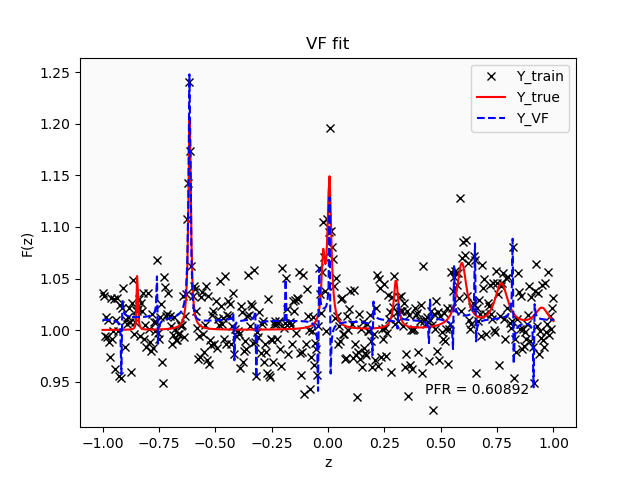 VF fit
1.25
1.20
1.15
1.10
1.05
1.00
0.95
F(z)
Y_train
Y_true
Y_VF
PFR = 0.60892
−1.00 −0.75 −0.50 −0.25 0.00 0.25 0.50 0.75 1.00
z